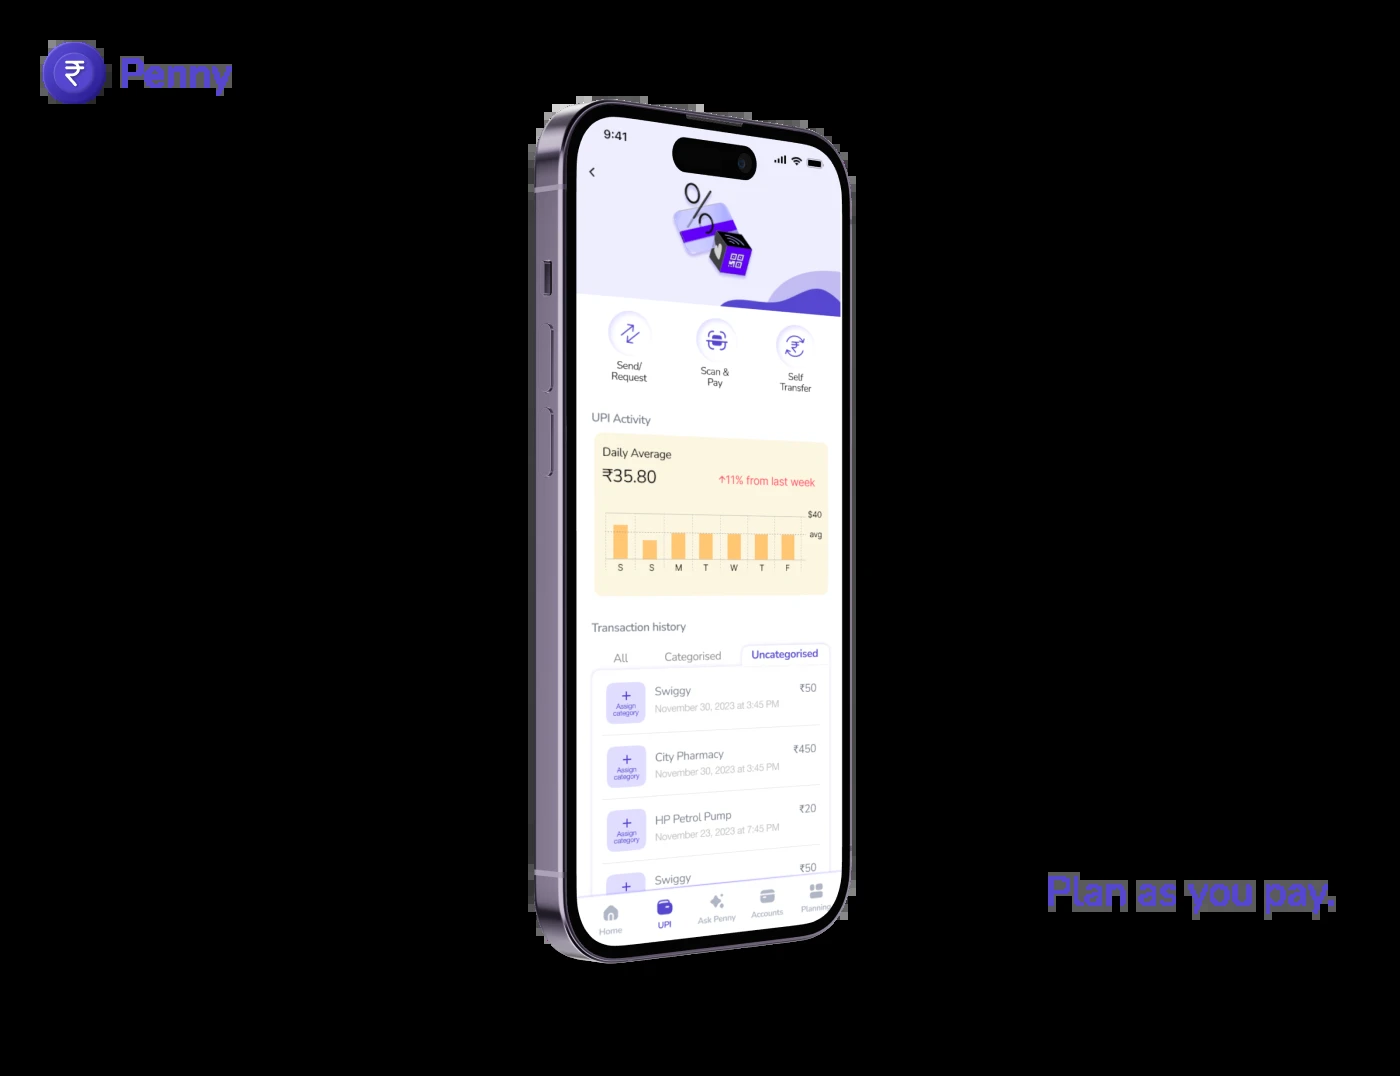 Penny
9:41
Send/
Request
Scan &
Pay
Self
Transfer
UPI Activity
Daily Average
₹35.80
↑11% from last week
$40
avg
S S M T W T F
Transaction history
All Categorised Uncategorised
+
Assign
category
Swiggy ₹50
November 30, 2023 at 3:45 PM
+
Assign
category
City Pharmacy ₹450
November 30, 2023 at 3:45 PM
+
Assign
category
HP Petrol Pump ₹20
November 23, 2023 at 7:45 PM
+
Swiggy ₹50
Home UPI Ask Penny Accounts Planning
Plan as you pay.